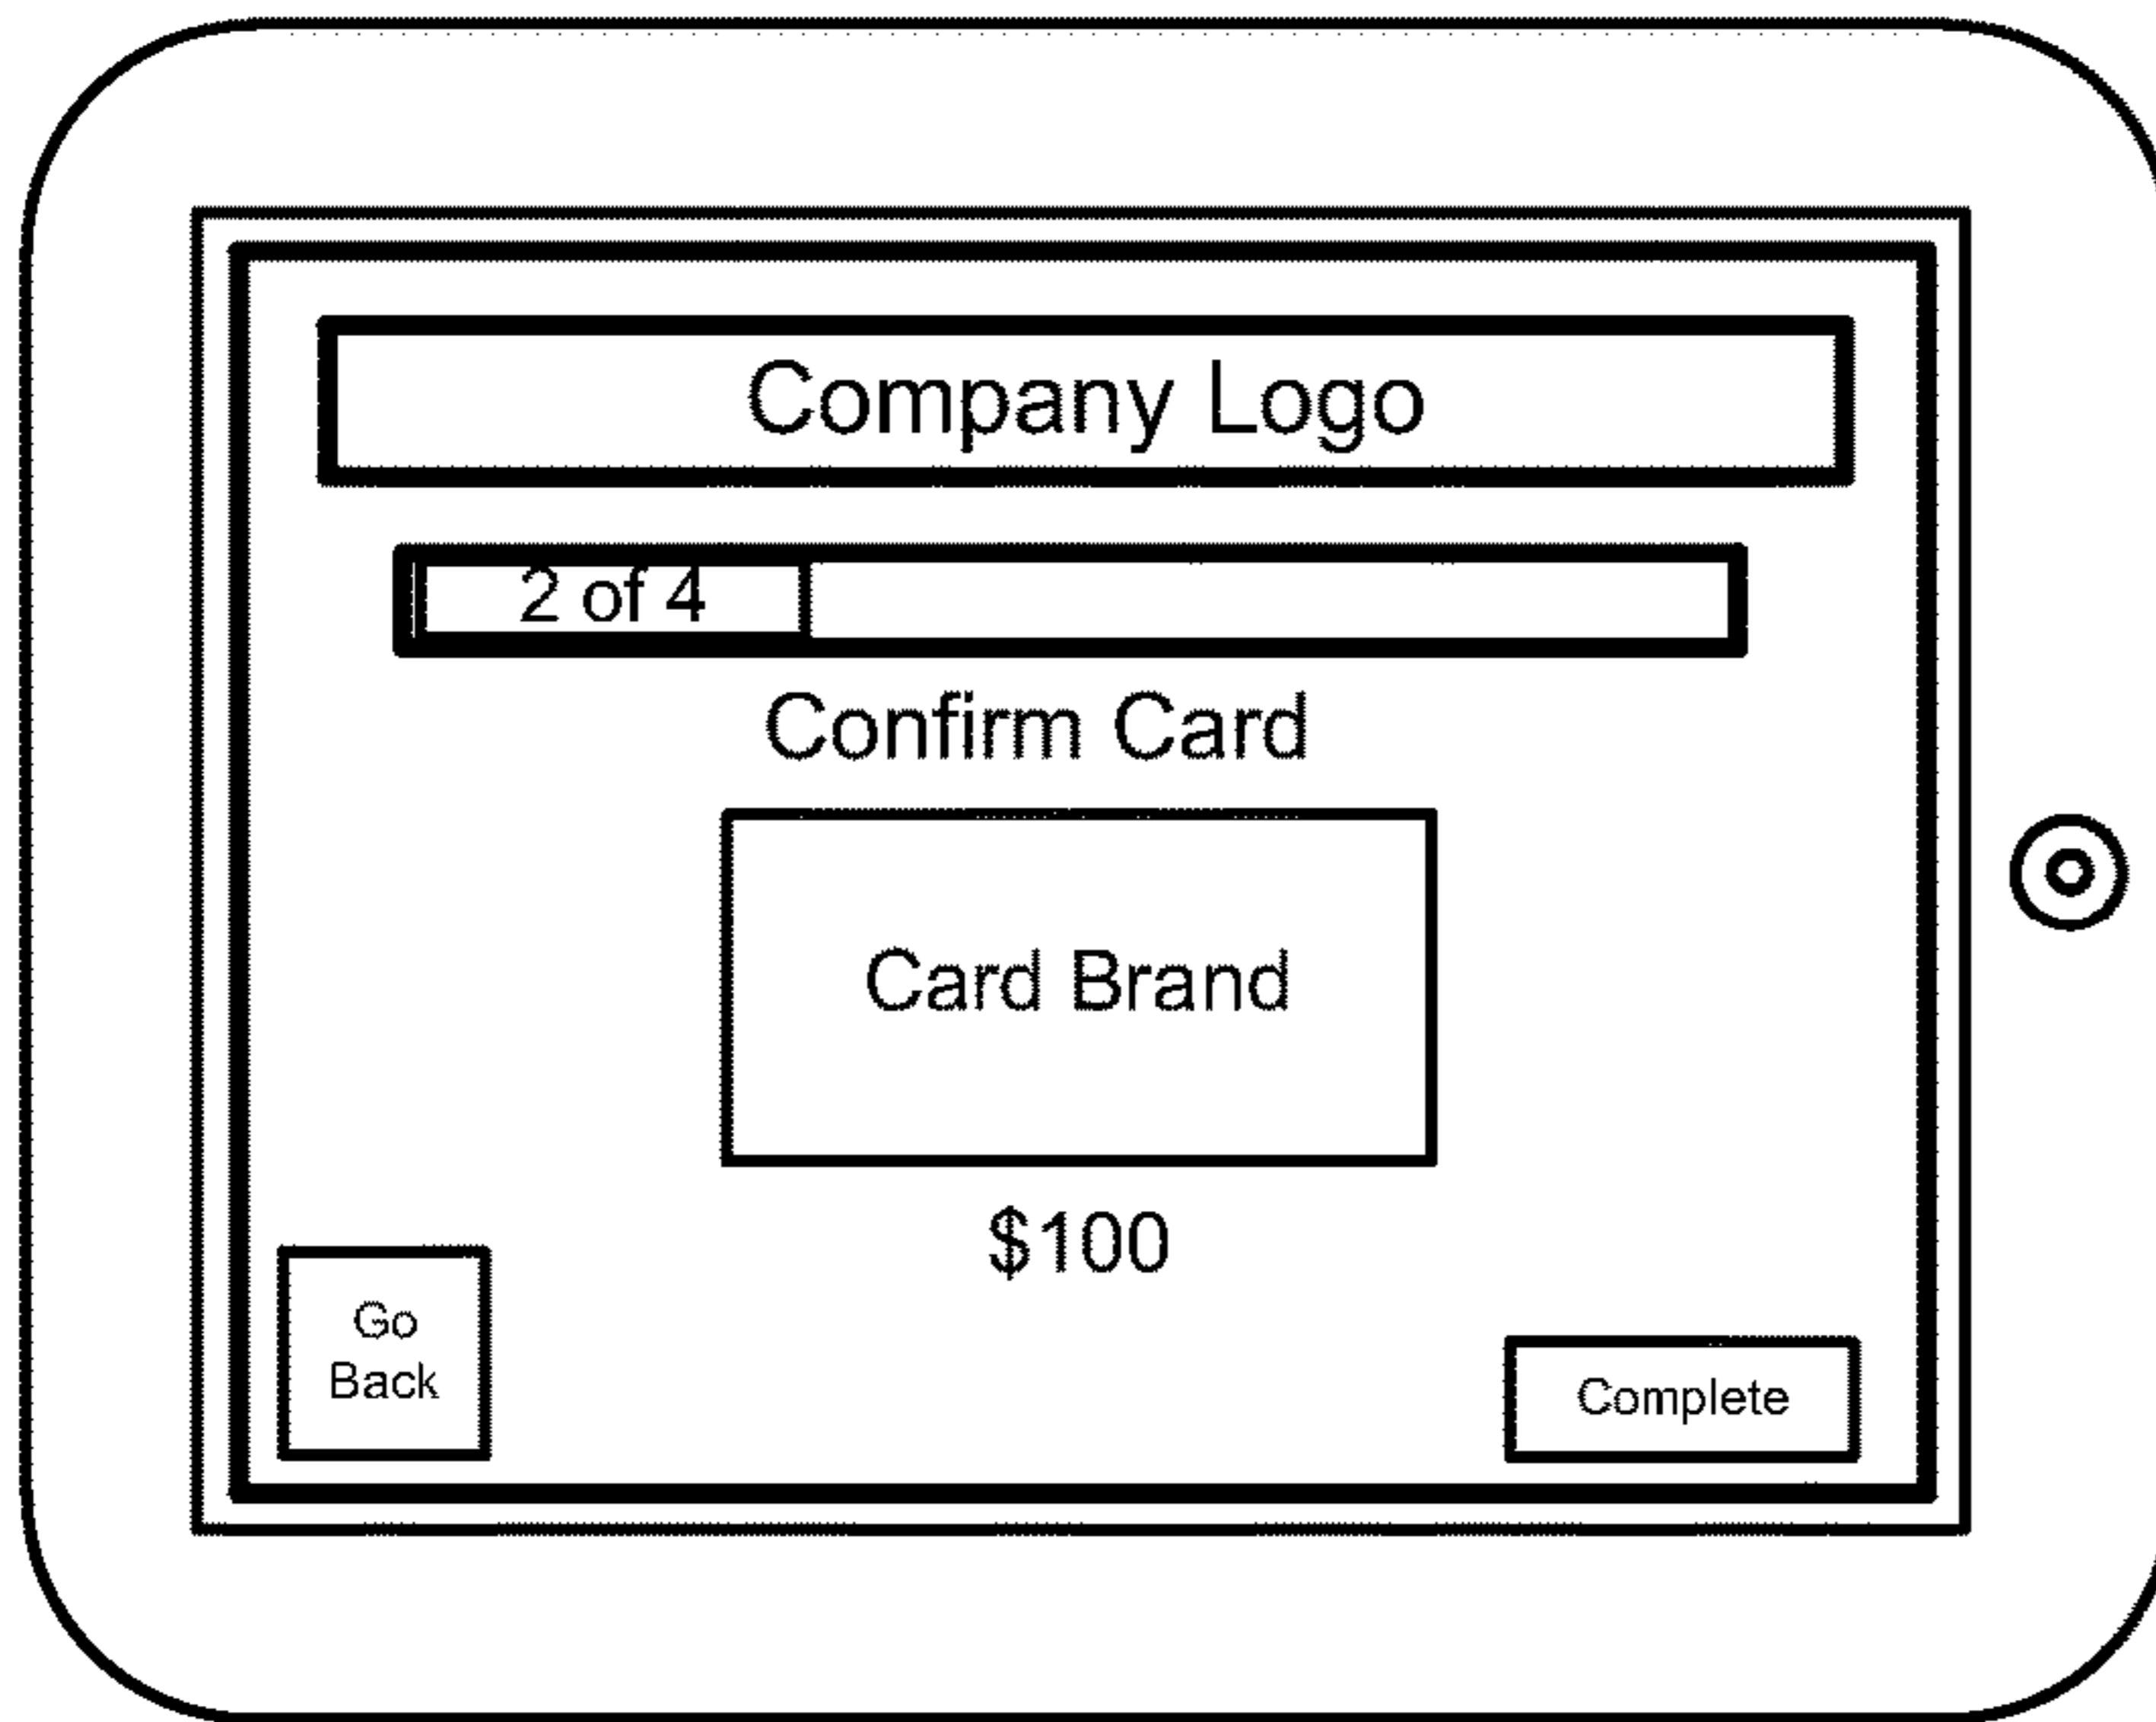 Company Logo
2 of 4
Confirm Card
Card Brand
$100
Go
Back
Complete